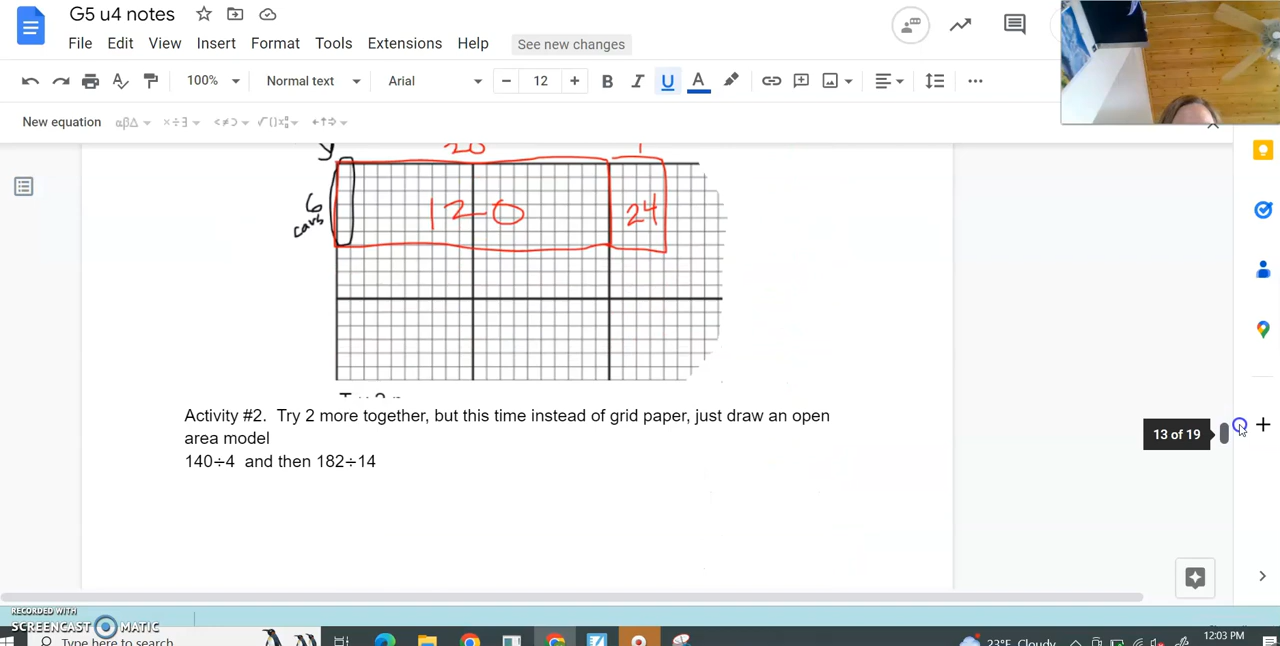 G5 u4 notes
File Edit View Insert Format Tools Extensions Help See new changes
100% Normal text Arial 12 B I U A
New equation
y 20
6 120 24
cars
Activity #2. Try 2 more together, but this time instead of grid paper, just draw an open
area model
140÷4 and then 182÷14
13 of 19
RECORDED WITH
SCREENCAST MATIC
Type here to search 23°F Cloudy 12:03 PM